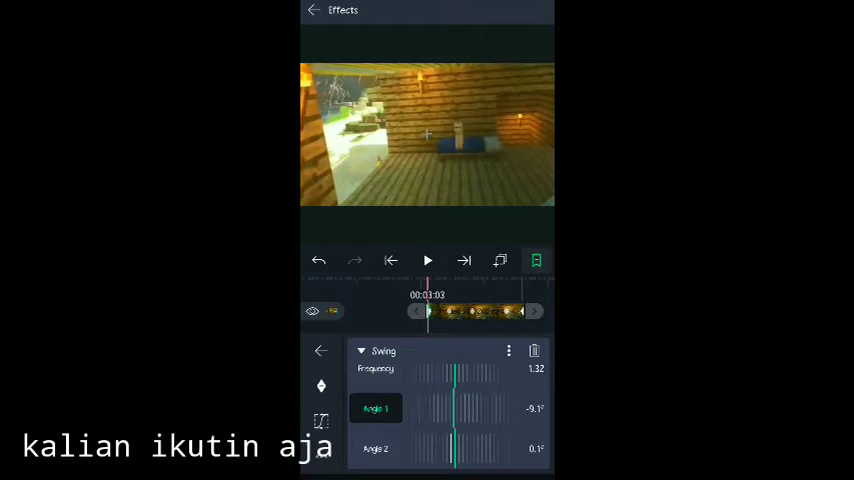 Effects
00:03:03
Swing
Frequency 1.32
Angle 1 -9.1°
Angle 2 0.1°
kalian ikutin aja